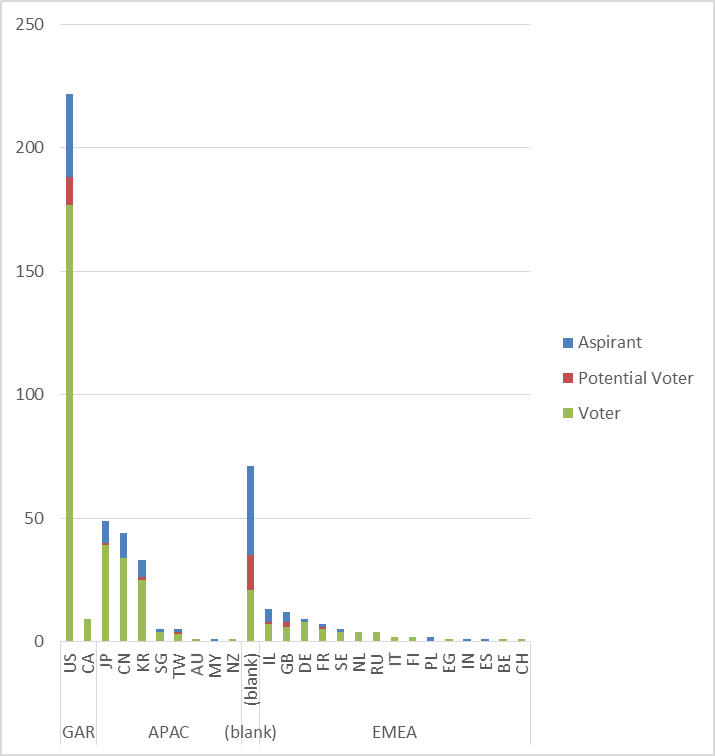 250
200
150
100
50
0
Aspirant
Potential Voter
Voter
US CA JP CN KR SG TW AU MY NZ (blank) IL GB DE FR SE NL RU IT FI PL EG IN ES BE CH
GAR APAC (blank) EMEA